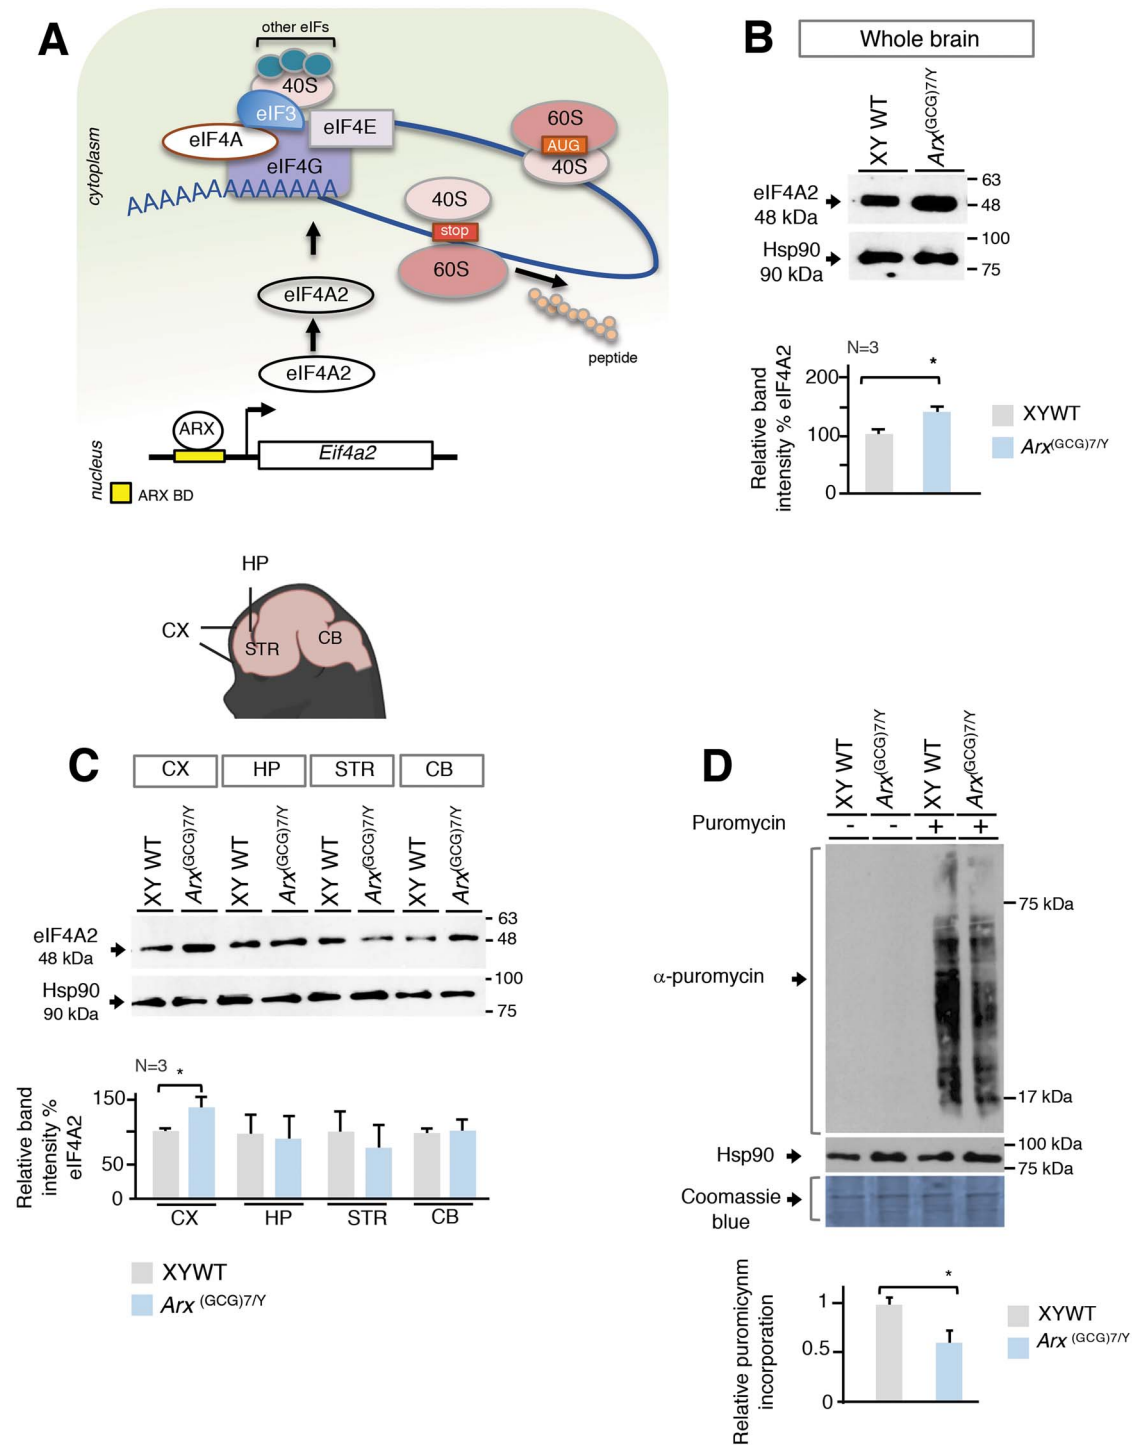 A
other eIFs
40S
eIF3
eIF4A
eIF4E
eIF4G
AAAAAAAAAAAAA
60S
AUG
40S
40S
stop
60S
cytoplasm
eIF4A2
eIF4A2
peptide
ARX
Eif4a2
nucleus
ARX BD
B
Whole brain
XY WT
Arx(GCG)7/Y
eIF4A2
48 kDa
63
48
Hsp90
90 kDa
100
75
N=3
*
Relative band
intensity % eIF4A2
200
100
0
XYWT
Arx(GCG)7/Y
HP
CX
STR
CB
C
CX
HP
STR
CB
XY WT
Arx(GCG)7/Y
XY WT
Arx(GCG)7/Y
XY WT
Arx(GCG)7/Y
XY WT
Arx(GCG)7/Y
eIF4A2
48 kDa
63
48
Hsp90
90 kDa
100
75
N=3
*
Relative band
intensity %
eIF4A2
150
50
0
CX
HP
STR
CB
XYWT
Arx (GCG)7/Y
D
XY WT
Arx(GCG)7/Y
XY WT
Arx(GCG)7/Y
Puromycin
- - + +
75 kDa
α-puromycin
17 kDa
Hsp90
100 kDa
75 kDa
Coomassie
blue
*
Relative puromicynm
incorporation
1
0.5
0
XYWT
Arx (GCG)7/Y